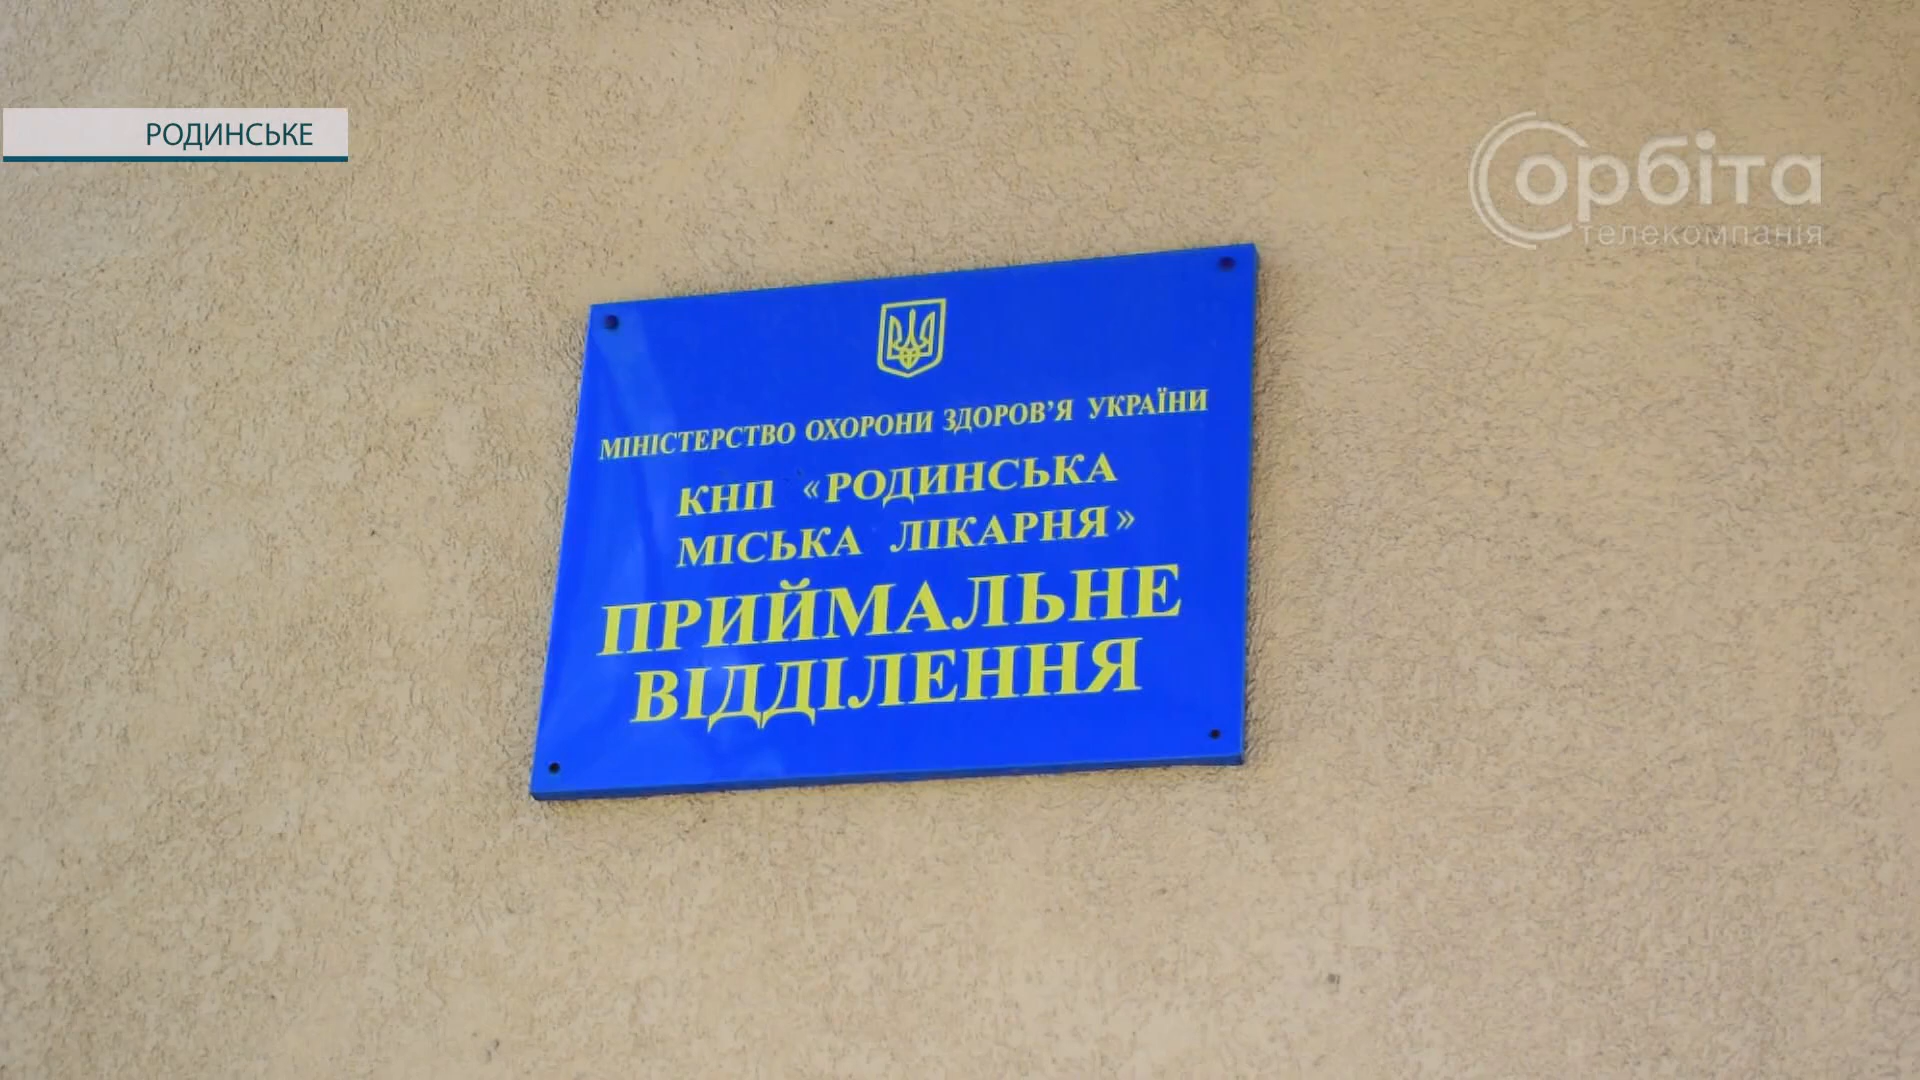 РОДИНСЬКЕ
орбіта
телекомпанія
МІНІСТЕРСТВО ОХОРОНИ ЗДОРОВ'Я УКРАЇНИ
КНП «РОДИНСЬКА
МІСЬКА ЛІКАРНЯ»
ПРИЙМАЛЬНЕ
ВІДДІЛЕННЯ